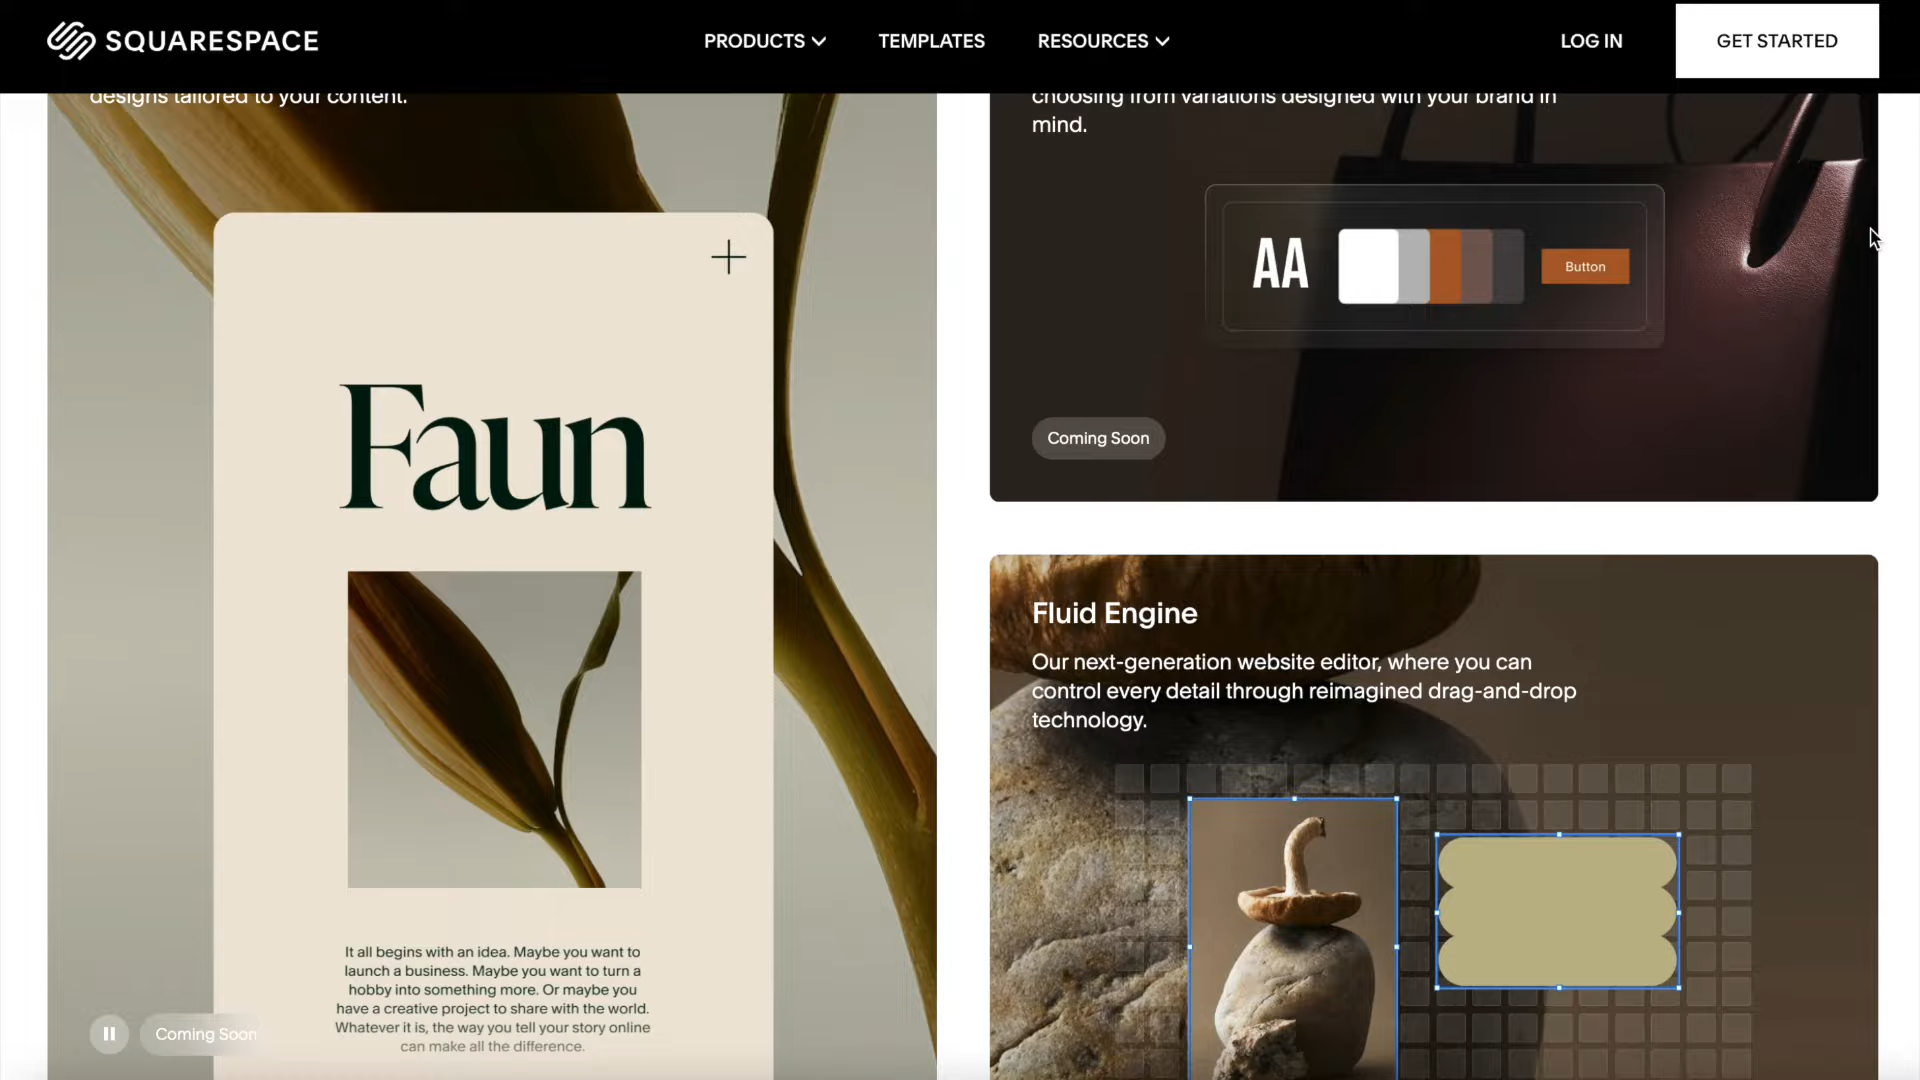 SQUARESPACE
PRODUCTS
TEMPLATES
RESOURCES
LOG IN
GET STARTED
designs tailored to your content.
Faun
It all begins with an idea. Maybe you want to
launch a business. Maybe you want to turn a
hobby into something more. Or maybe you
have a creative project to share with the world.
Whatever it is, the way you tell your story online
can make all the difference.
Coming Soon
choosing from variations designed with your brand in
mind.
AA
Button
Coming Soon
Fluid Engine
Our next-generation website editor, where you can
control every detail through reimagined drag-and-drop
technology.